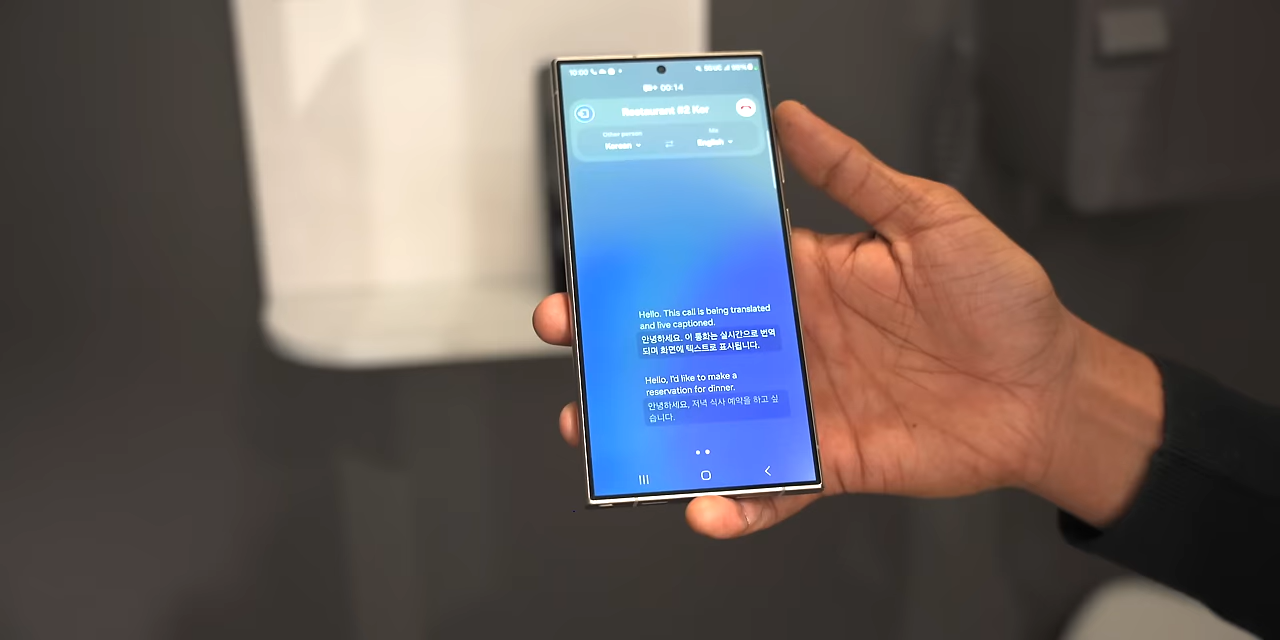 10:00
00:14
Restaurant 02 Kor
Other person
Me
Korean
English
Hello. This call is being translated
and live captioned.
안녕하세요. 이 통화는 실시간으로 번역
되며 화면에 텍스트로 표시됩니다.
Hello, I'd like to make a
reservation for dinner.
안녕하세요, 저녁 식사 예약을 하고 싶
습니다.